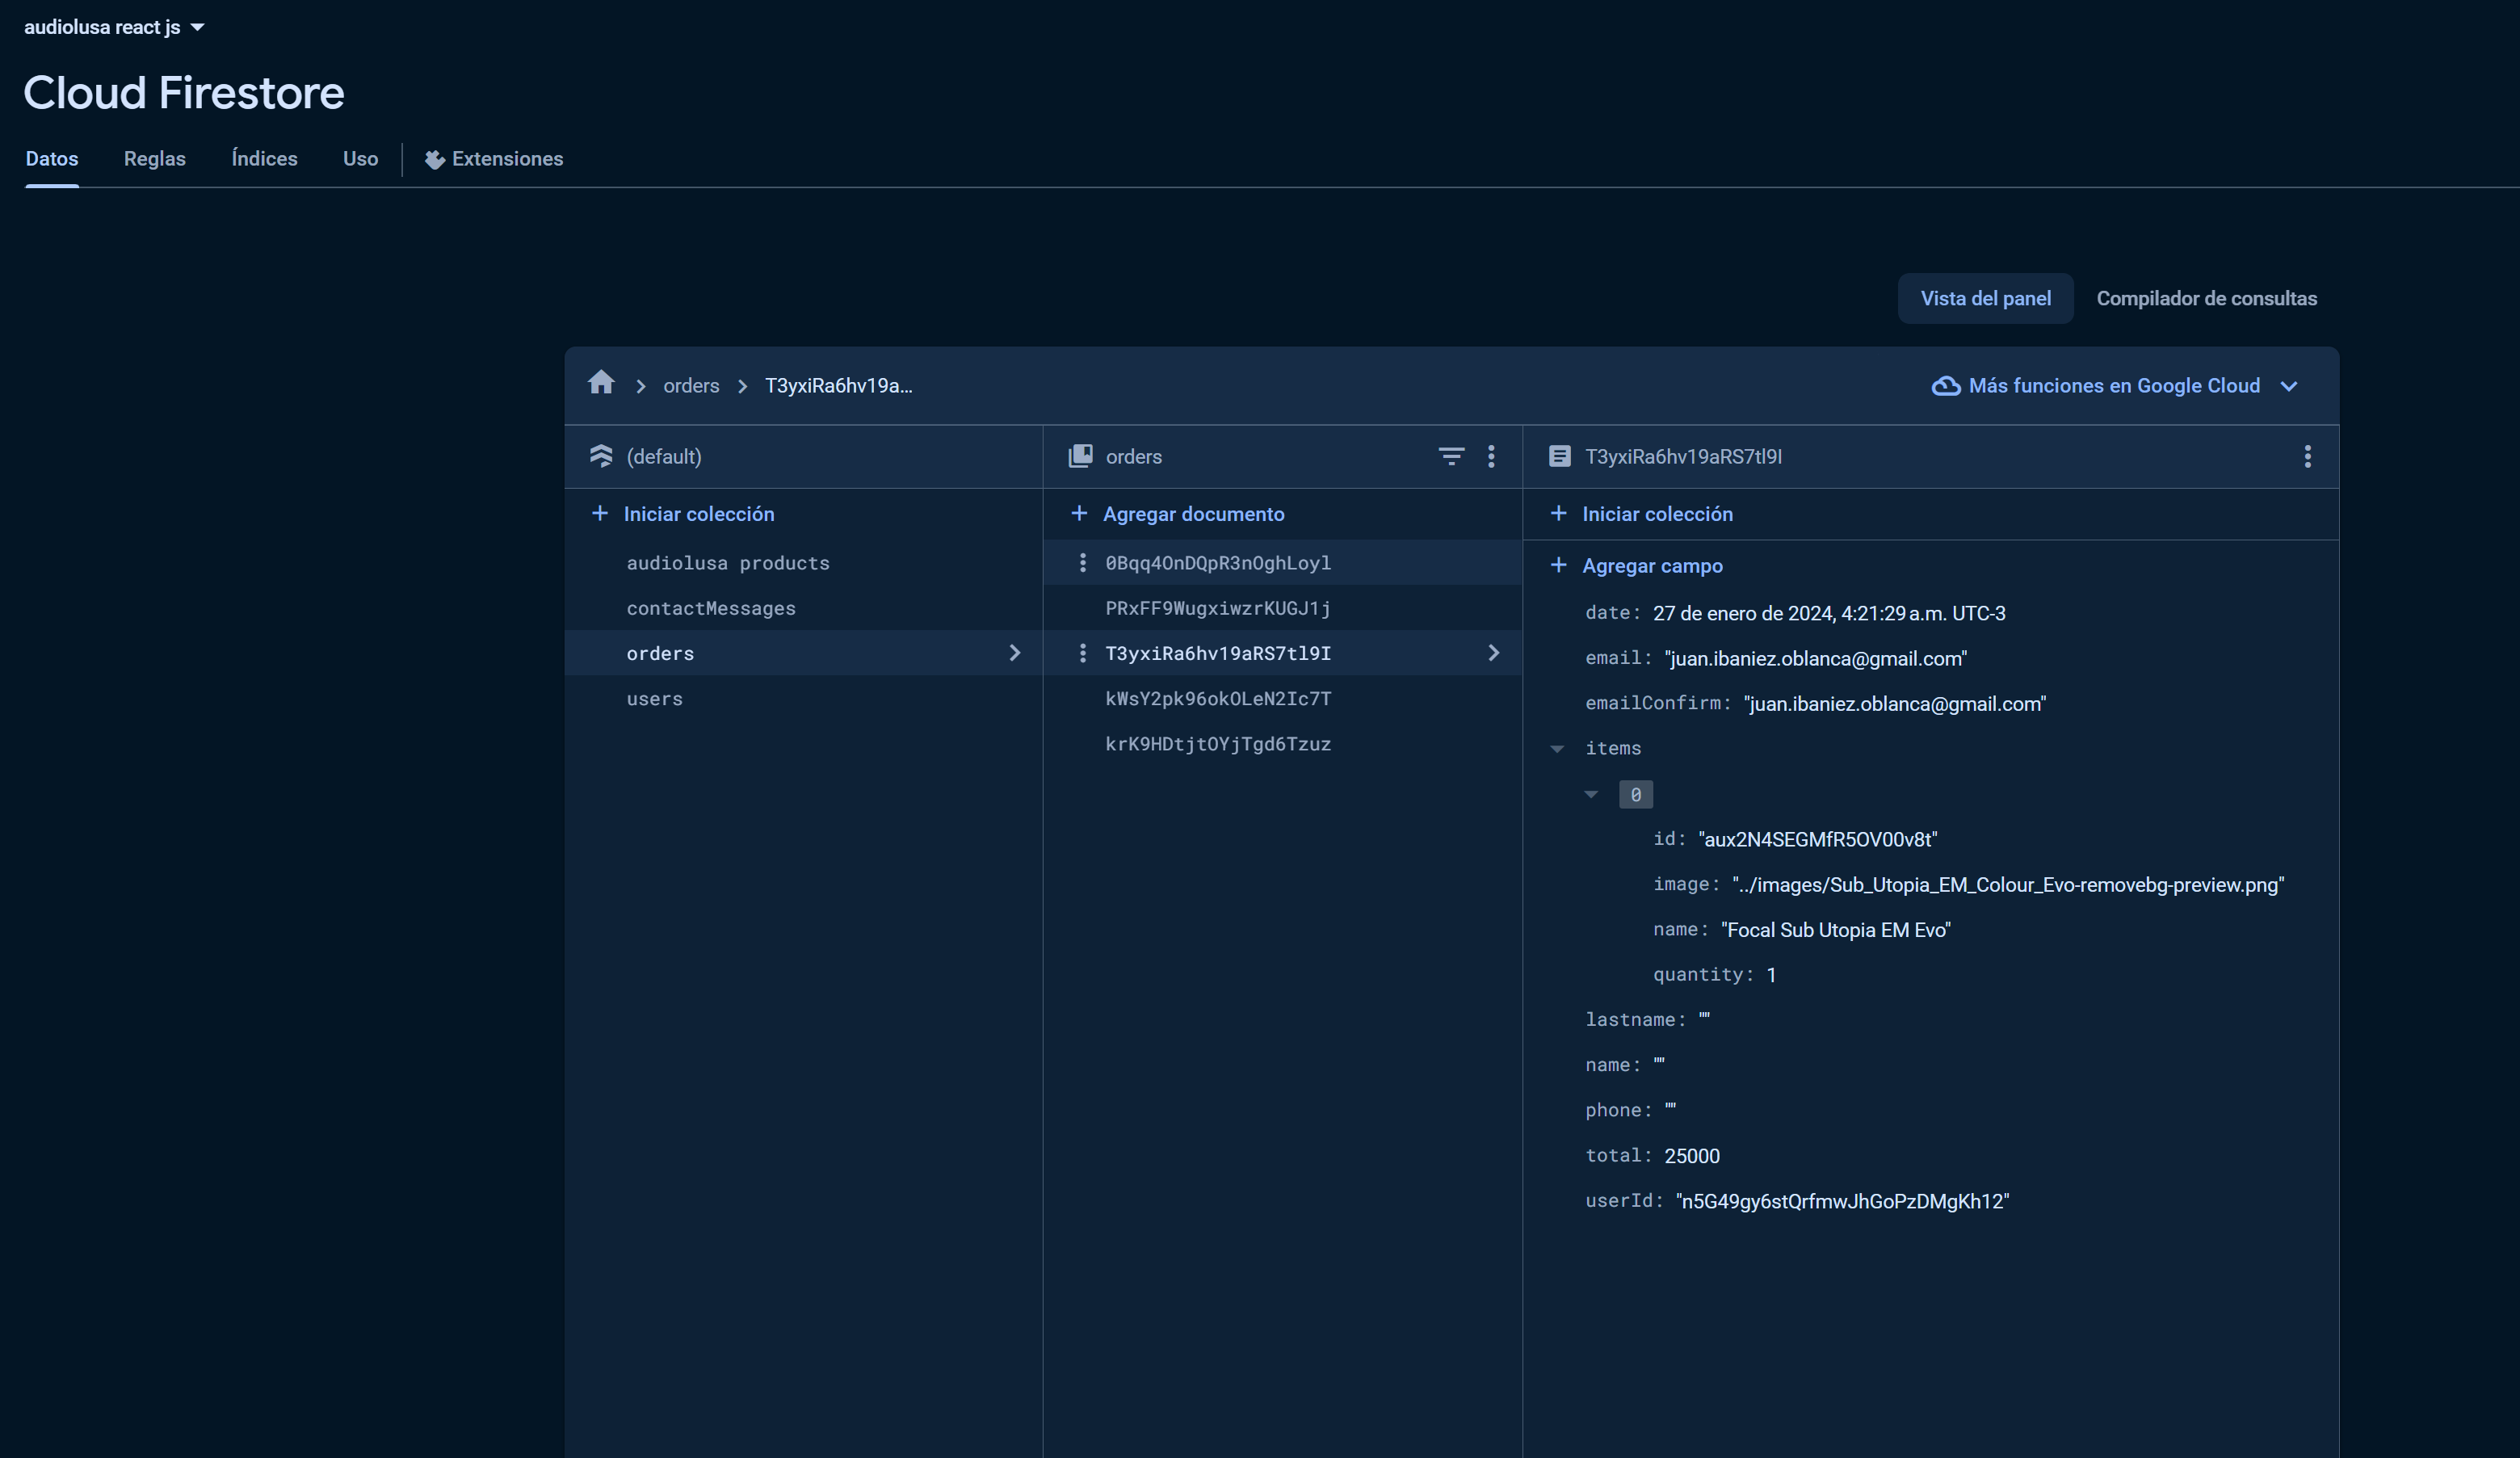 audiolusa react js
Cloud Firestore
Datos
Reglas
Índices
Uso
Extensiones
Vista del panel
Compilador de consultas
orders
T3yxiRa6hv19a...
Más funciones en Google Cloud
(default)
Iniciar colección
audiolusa products
contactMessages
orders
users
orders
Agregar documento
0Bqq4OnDQpR3nOghLoyl
PRxFF9WugxiwzrKUGJ1j
T3yxiRa6hv19aRS7tl9I
kWsY2pk96okOLeN2Ic7T
krK9HDtjtOYjTgd6Tzuz
T3yxiRa6hv19aRS7tl9I
Iniciar colección
Agregar campo
date: 27 de enero de 2024, 4:21:29 a.m. UTC-3
email: "juan.ibaniez.oblanca@gmail.com"
emailConfirm: "juan.ibaniez.oblanca@gmail.com"
items
0
id: "aux2N4SEGMfR5OV00v8t"
image: "../images/Sub_Utopia_EM_Colour_Evo-removebg-preview.png"
name: "Focal Sub Utopia EM Evo"
quantity: 1
lastname: ""
name: ""
phone: ""
total: 25000
userId: "n5G49gy6stQrfmwJhGoPzDMgKh12"